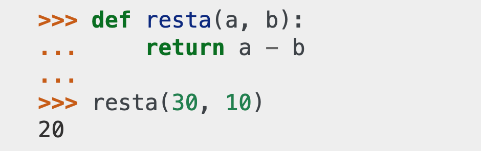 >>> def resta(a, b):
...     return a - b
...
>>> resta(30, 10)
20